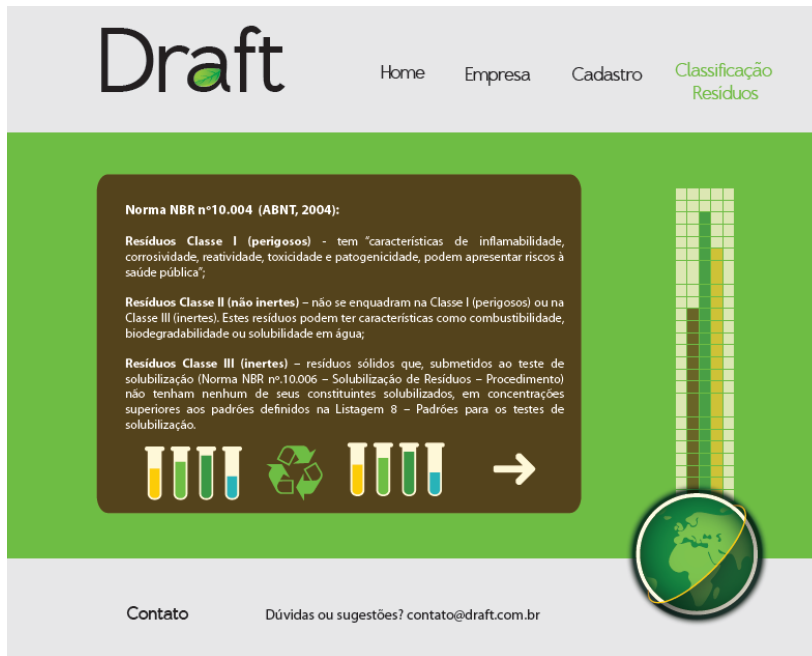 Draft
Home Empresa Cadastro Classificação
Resíduos
Norma NBR nº10.004 (ABNT, 2004):
Resíduos Classe I (perigosos) - tem “características de inflamabilidade,
corrosividade, reatividade, toxicidade e patogenicidade, podem apresentar riscos à
saúde pública”;
Resíduos Classe II (não inertes) – não se enquadram na Classe I (perigosos) ou na
Classe III (inertes). Estes resíduos podem ter características como combustibilidade,
biodegradabilidade ou solubilidade em água;
Resíduos Classe III (inertes) – resíduos sólidos que, submetidos ao teste de
solubilização (Norma NBR nº.10.006 – Solubilização de Resíduos – Procedimento)
não tenham nenhum de seus constituintes solubilizados, em concentrações
superiores aos padrões definidos na Listagem 8 – Padrões para os testes de
solubilização.
Contato Dúvidas ou sugestões? contato@draft.com.br